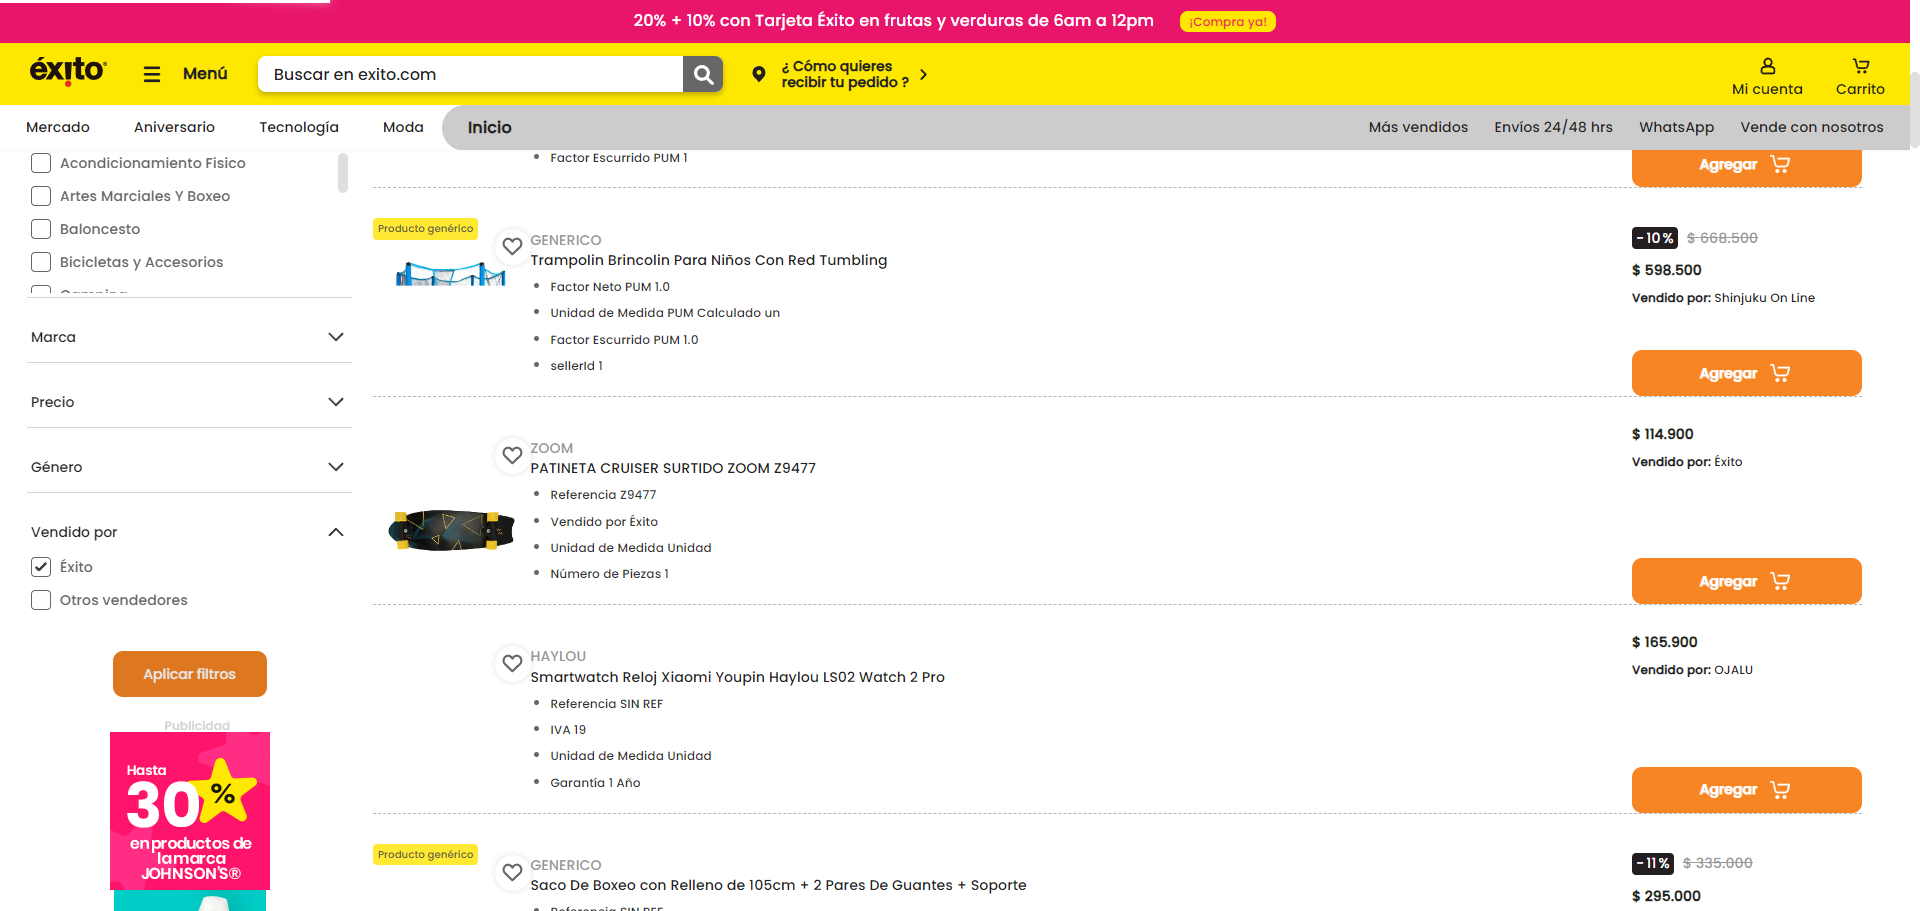 20% + 10% con Tarjeta Éxito en frutas y verduras de 6am a 12pm
¡Compra ya!
éxito
Menú
Buscar en exito.com
¿ Cómo quieres
recibir tu pedido ?
Mi cuenta
Carrito
Mercado
Aniversario
Tecnología
Moda
Inicio
Más vendidos
Envíos 24/48 hrs
WhatsApp
Vende con nosotros
Acondicionamiento Fisico
Artes Marciales Y Boxeo
Baloncesto
Bicicletas y Accesorios
Marca
Precio
Género
Vendido por
Éxito
Otros vendedores
Aplicar filtros
Publicidad
Hasta
30%
en productos de
la marca
JOHNSON'S®
Factor Escurrido PUM 1
Agregar
Producto genérico
GENERICO
Trampolin Brincolin Para Niños Con Red Tumbling
Factor Neto PUM 1.0
Unidad de Medida PUM Calculado un
Factor Escurrido PUM 1.0
sellerId 1
-10% $ 668.500
$ 598.500
Vendido por: Shinjuku On Line
Agregar
ZOOM
PATINETA CRUISER SURTIDO ZOOM Z9477
Referencia Z9477
Vendido por Éxito
Unidad de Medida Unidad
Número de Piezas 1
$ 114.900
Vendido por: Éxito
Agregar
HAYLOU
Smartwatch Reloj Xiaomi Youpin Haylou LS02 Watch 2 Pro
Referencia SIN REF
IVA 19
Unidad de Medida Unidad
Garantía 1 Año
$ 165.900
Vendido por: OJALU
Agregar
Producto genérico
GENERICO
Saco De Boxeo con Relleno de 105cm + 2 Pares De Guantes + Soporte
-11% $ 335.000
$ 295.000